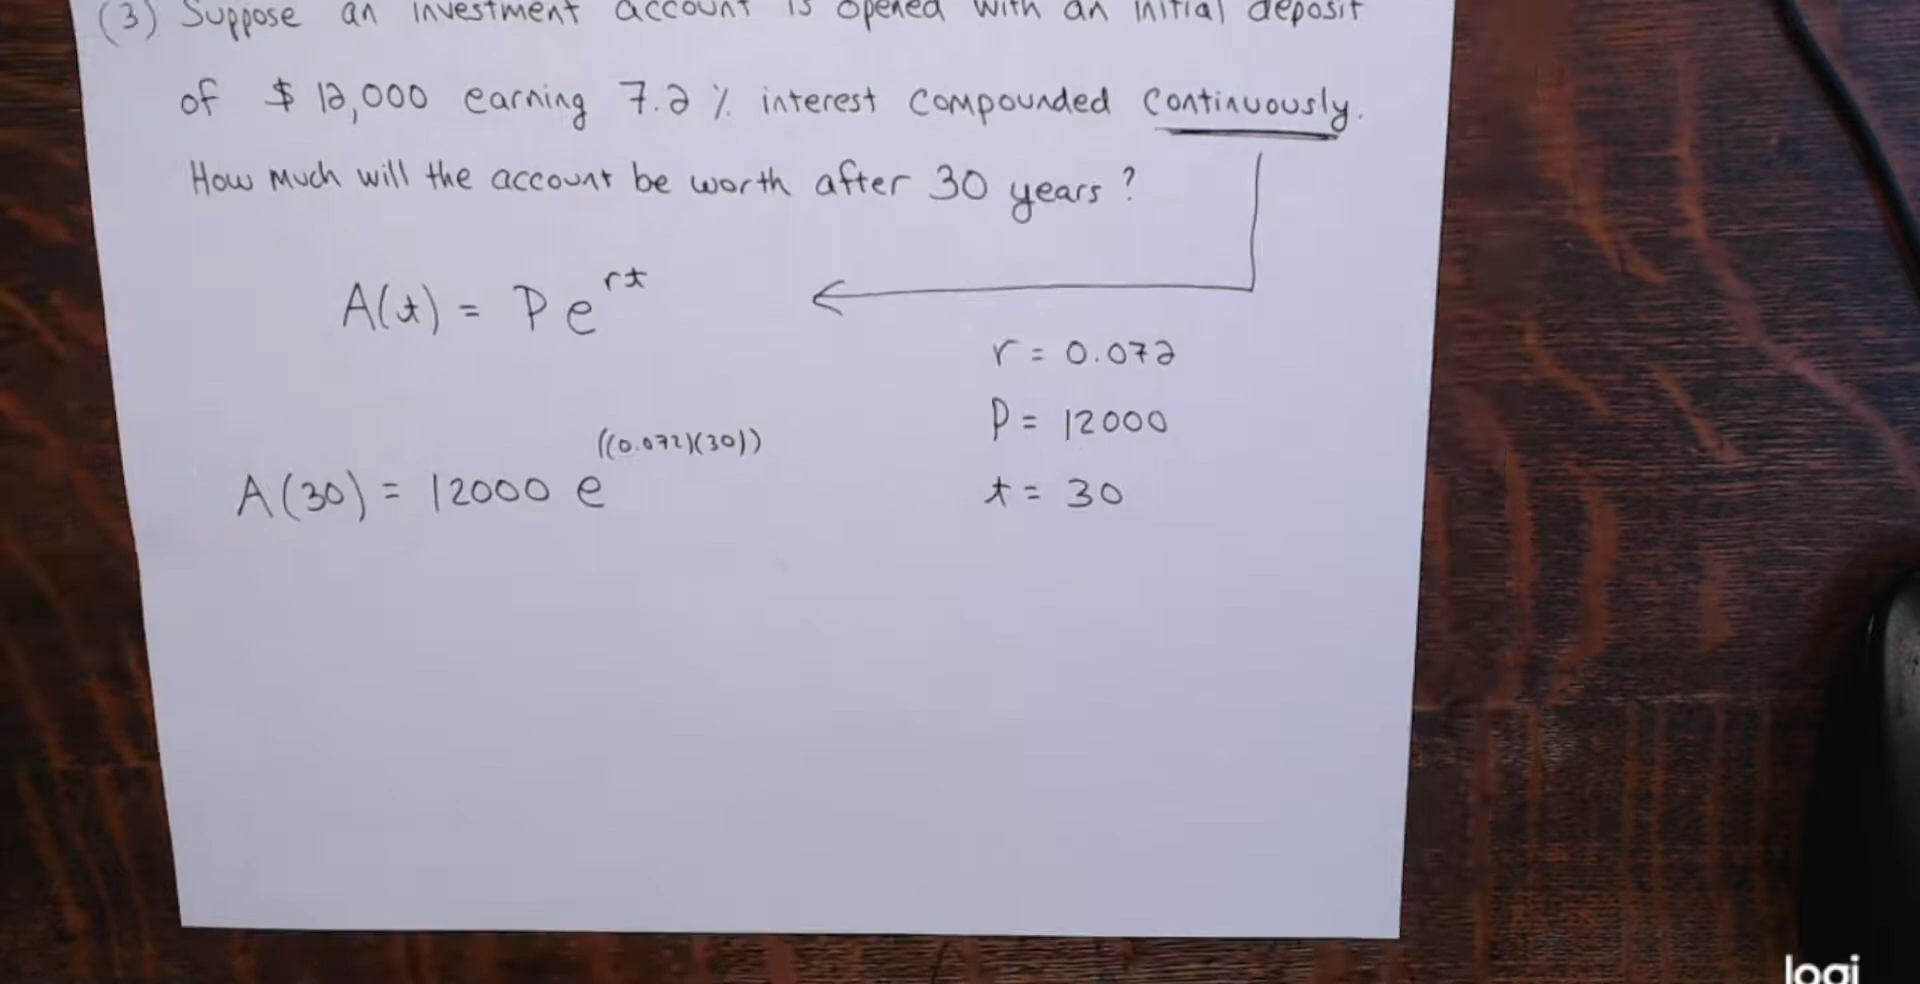 (3) Suppose an investment account is opened with an initial deposit
of $12,000 earning 7.2% interest compounded continuously.
How much will the account be worth after 30 years?
A(t) = Pe^rt
r = 0.072
P = 12000
A(30) = 12000 e^((0.072)(30))
t = 30
logi